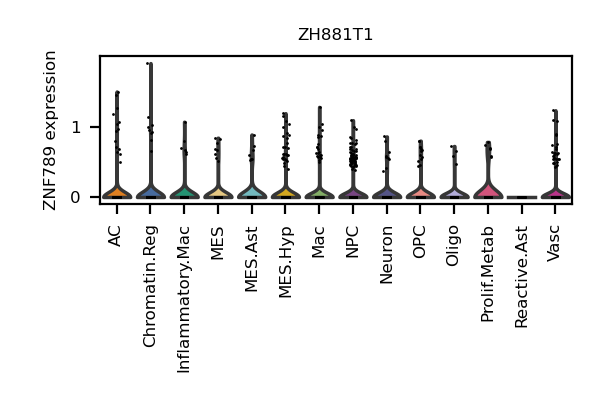 ZH881T1
ZNF789 expression
1
0
AC
Chromatin.Reg
Inflammatory.Mac
MES
MES.Ast
MES.Hyp
Mac
NPC
Neuron
OPC
Oligo
Prolif.Metab
Reactive.Ast
Vasc